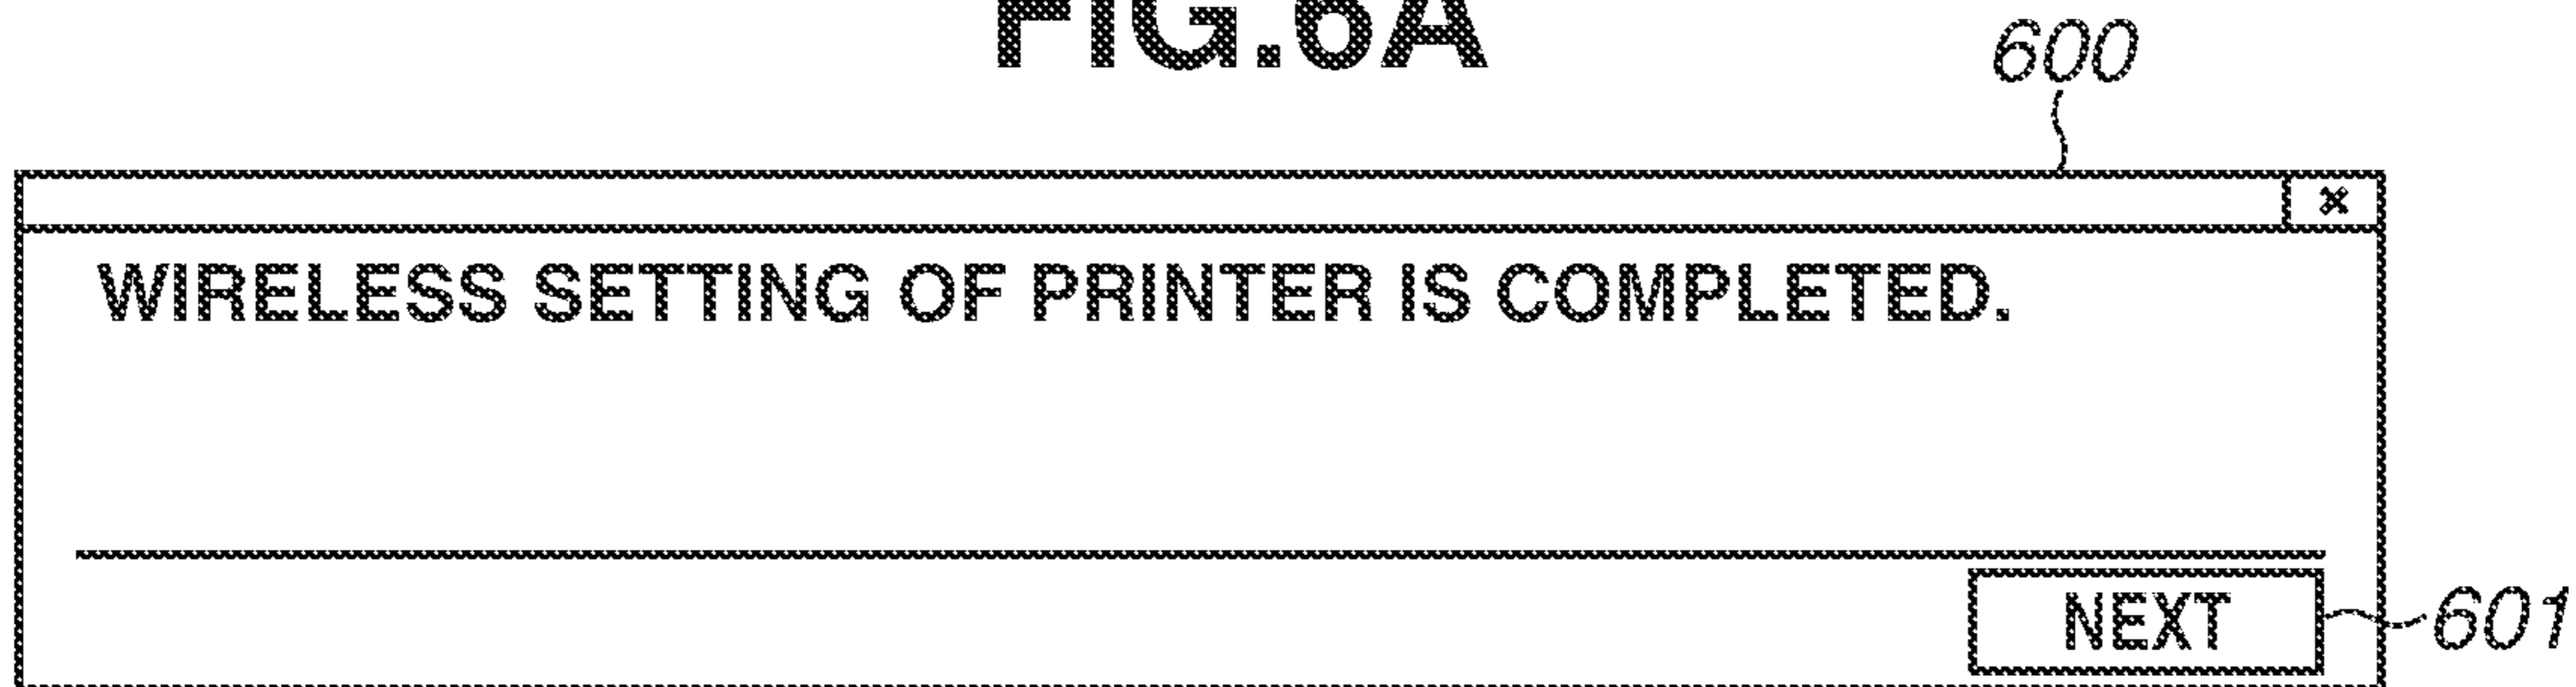 FIG.6A
600
×
WIRELESS SETTING OF PRINTER IS COMPLETED.
NEXT
601